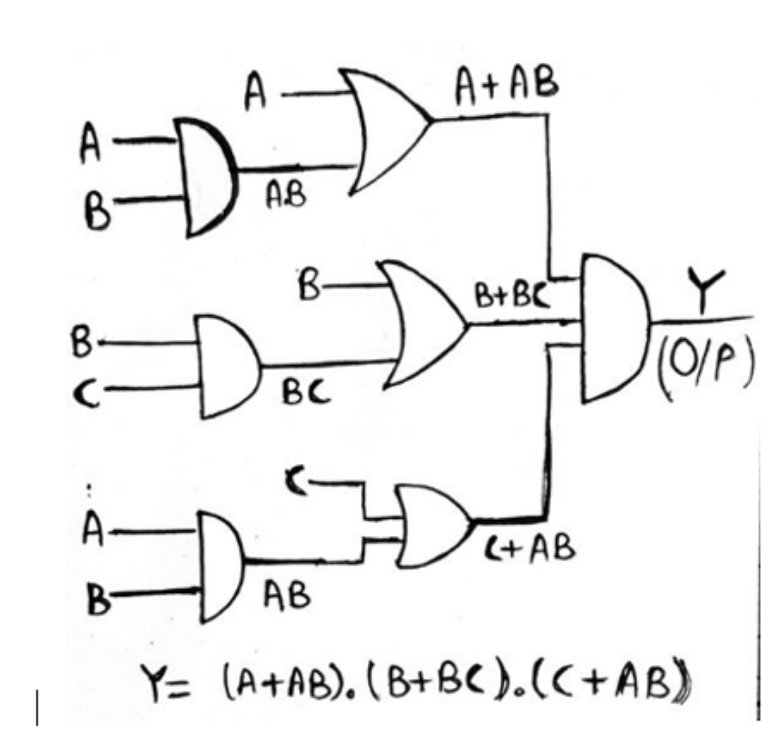 A A+AB
A
B AB
B B+BC Y
B (O/P)
C BC
C
A C+AB
B AB
Y= (A+AB).(B+BC).(C+AB)